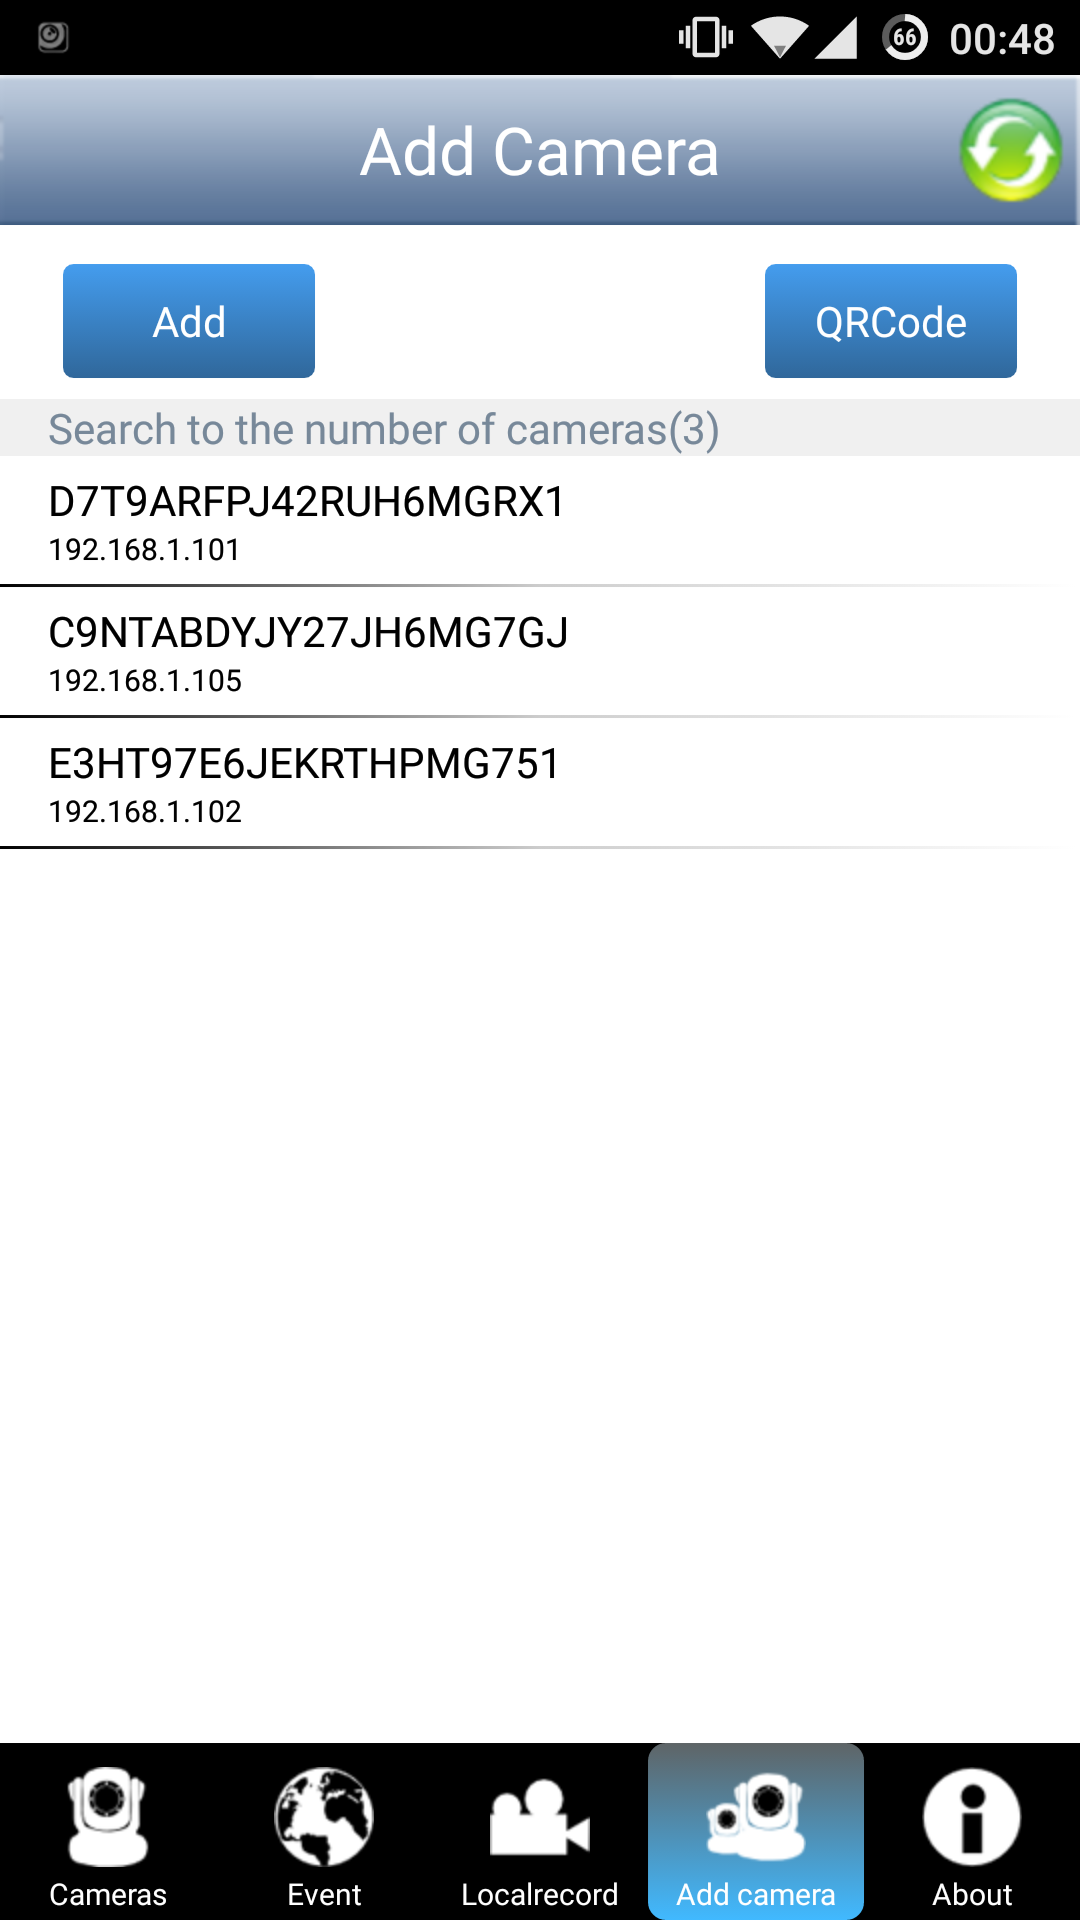 66 00:48
Add Camera
Add QRCode
Search to the number of cameras(3)
D7T9ARFPJ42RUH6MGRX1
192.168.1.101
C9NTABDYJY27JH6MG7GJ
192.168.1.105
E3HT97E6JEKRTHPMG751
192.168.1.102
Cameras Event Localrecord Add camera About